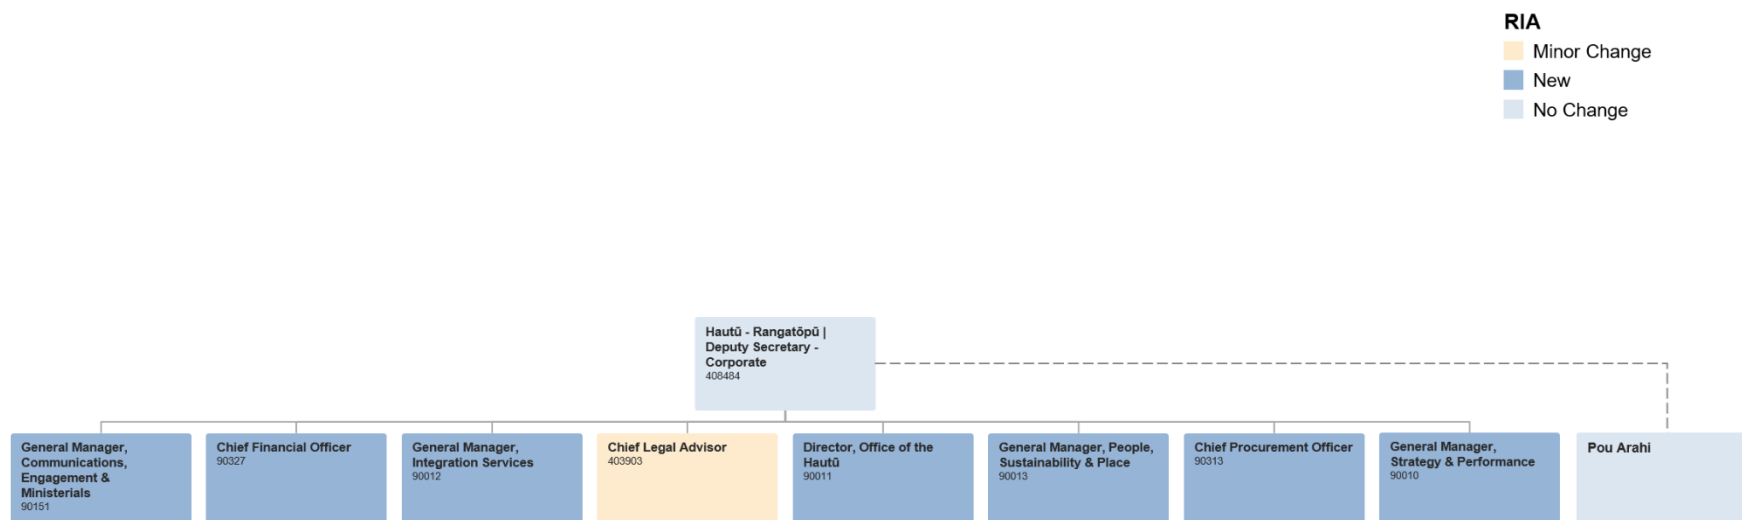 RIA
Minor Change
New
No Change
Hautū - Rangatōpū |
Deputy Secretary -
Corporate
408484
General Manager,
Communications,
Engagement &
Ministerials
90151
Chief Financial Officer
90327
General Manager,
Integration Services
90012
Chief Legal Advisor
403903
Director, Office of the
Hautū
90011
General Manager, People,
Sustainability & Place
90013
Chief Procurement Officer
90313
General Manager,
Strategy & Performance
90010
Pou Arahi